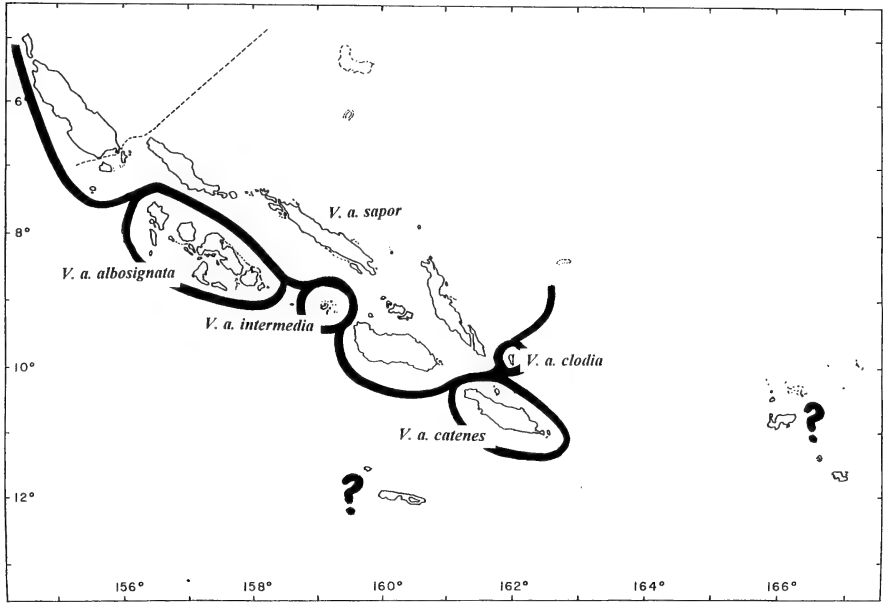 6°
V. a. sapor
8°
V. a. albosignata
V. a. intermedia
V. a. clodia
10°
?
V. a. catenes
?
12°
156° 158° 160° 162° 164° 166°